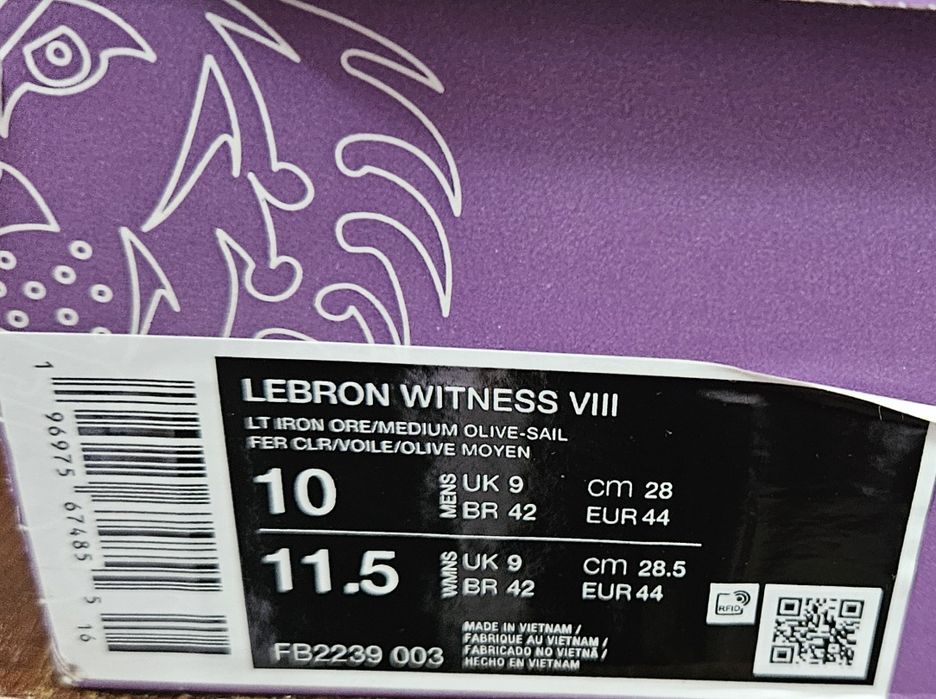 LEBRON WITNESS VIII
LT IRON ORE/MEDIUM OLIVE-SAIL
FER CLR/VOILE/OLIVE MOYEN
10 MENS UK 9 cm 28
BR 42 EUR 44
11.5 WMNS UK 9 cm 28.5
BR 42 EUR 44
RFID
FB2239 003
MADE IN VIETNAM /
FABRIQUE AU VIETNAM /
FABRICADO NO VIETNÃ /
HECHO EN VIETNAM
1 96975 67485 5 16